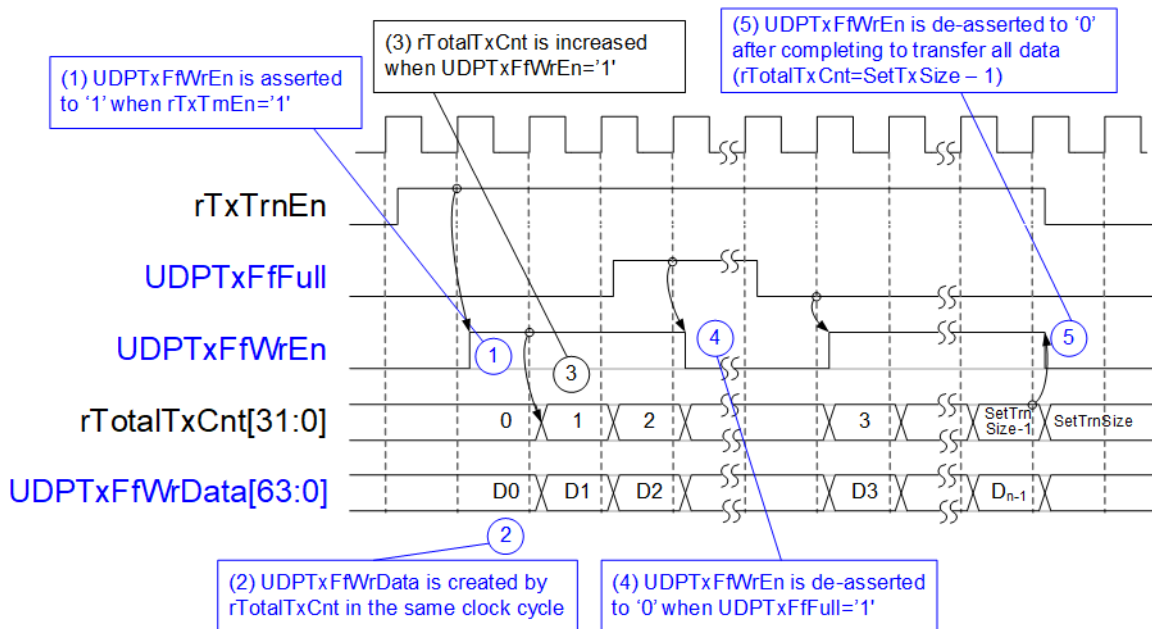 (5) UDPTxFfWrEn is de-asserted to ‘0’
after completing to transfer all data
(rTotalTxCnt=SetTxSize – 1)
(3) rTotalTxCnt is increased
when UDPTxFfWrEn='1'
(1) UDPTxFfWrEn is asserted
to ‘1’ when rTxTrnEn=’1'
rTxTrnEn
UDPTxFfFull
UDPTxFfWrEn
1
3
4
5
rTotalTxCnt[31:0]
0
1
2
3
SetTrn
Size-1
SetTrnSize
UDPTxFfWrData[63:0]
D0
D1
D2
D3
Dn-1
2
(2) UDPTxFfWrData is created by
rTotalTxCnt in the same clock cycle
(4) UDPTxFfWrEn is de-asserted
to ‘0’ when UDPTxFfFull='1'